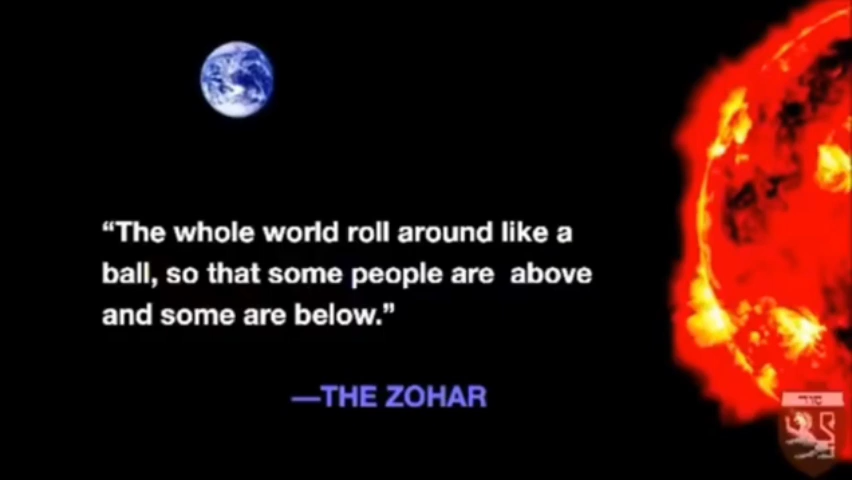 “The whole world roll around like a
ball, so that some people are  above
and some are below.”
—THE ZOHAR
סוד